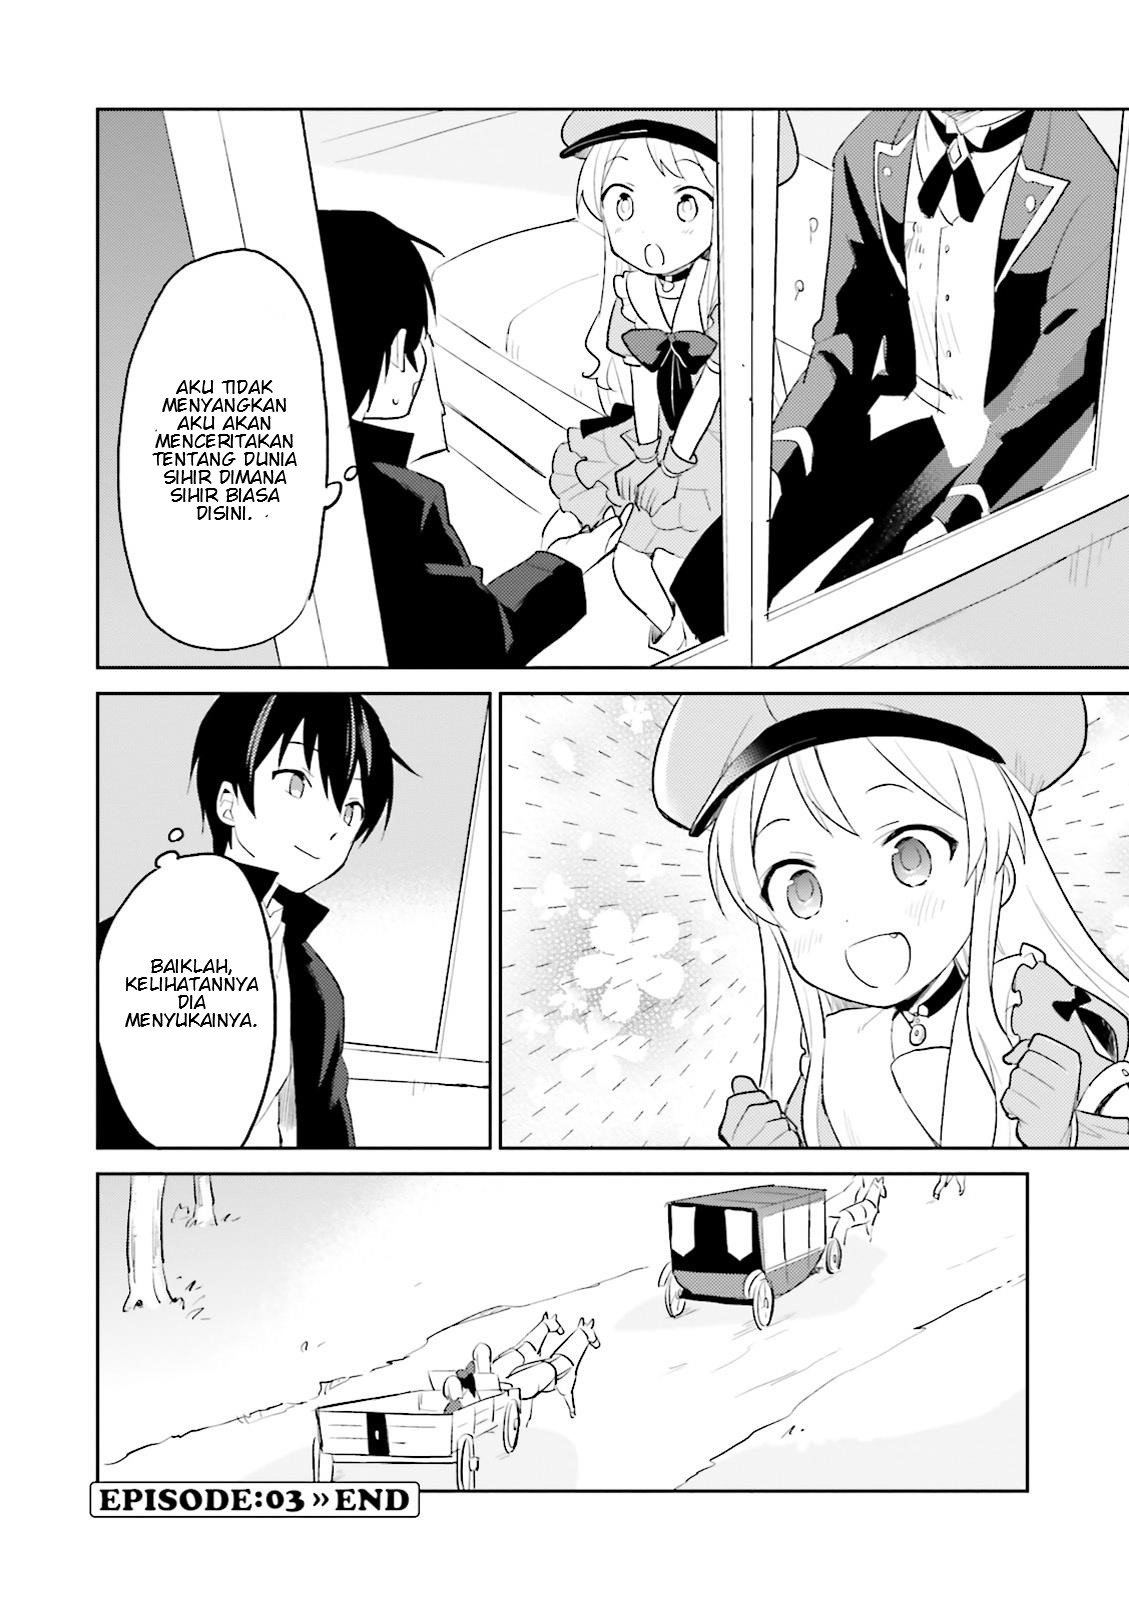 AKU TIDAK
MENYANGKAN
AKU AKAN
MENCERITAKAN
TENTANG DUNIA
SIHIR DIMANA
SIHIR BIASA
DISINI.
BAIKLAH,
KELIHATANNYA
DIA
MENYUKAINYA.
EPISODE:03 » END